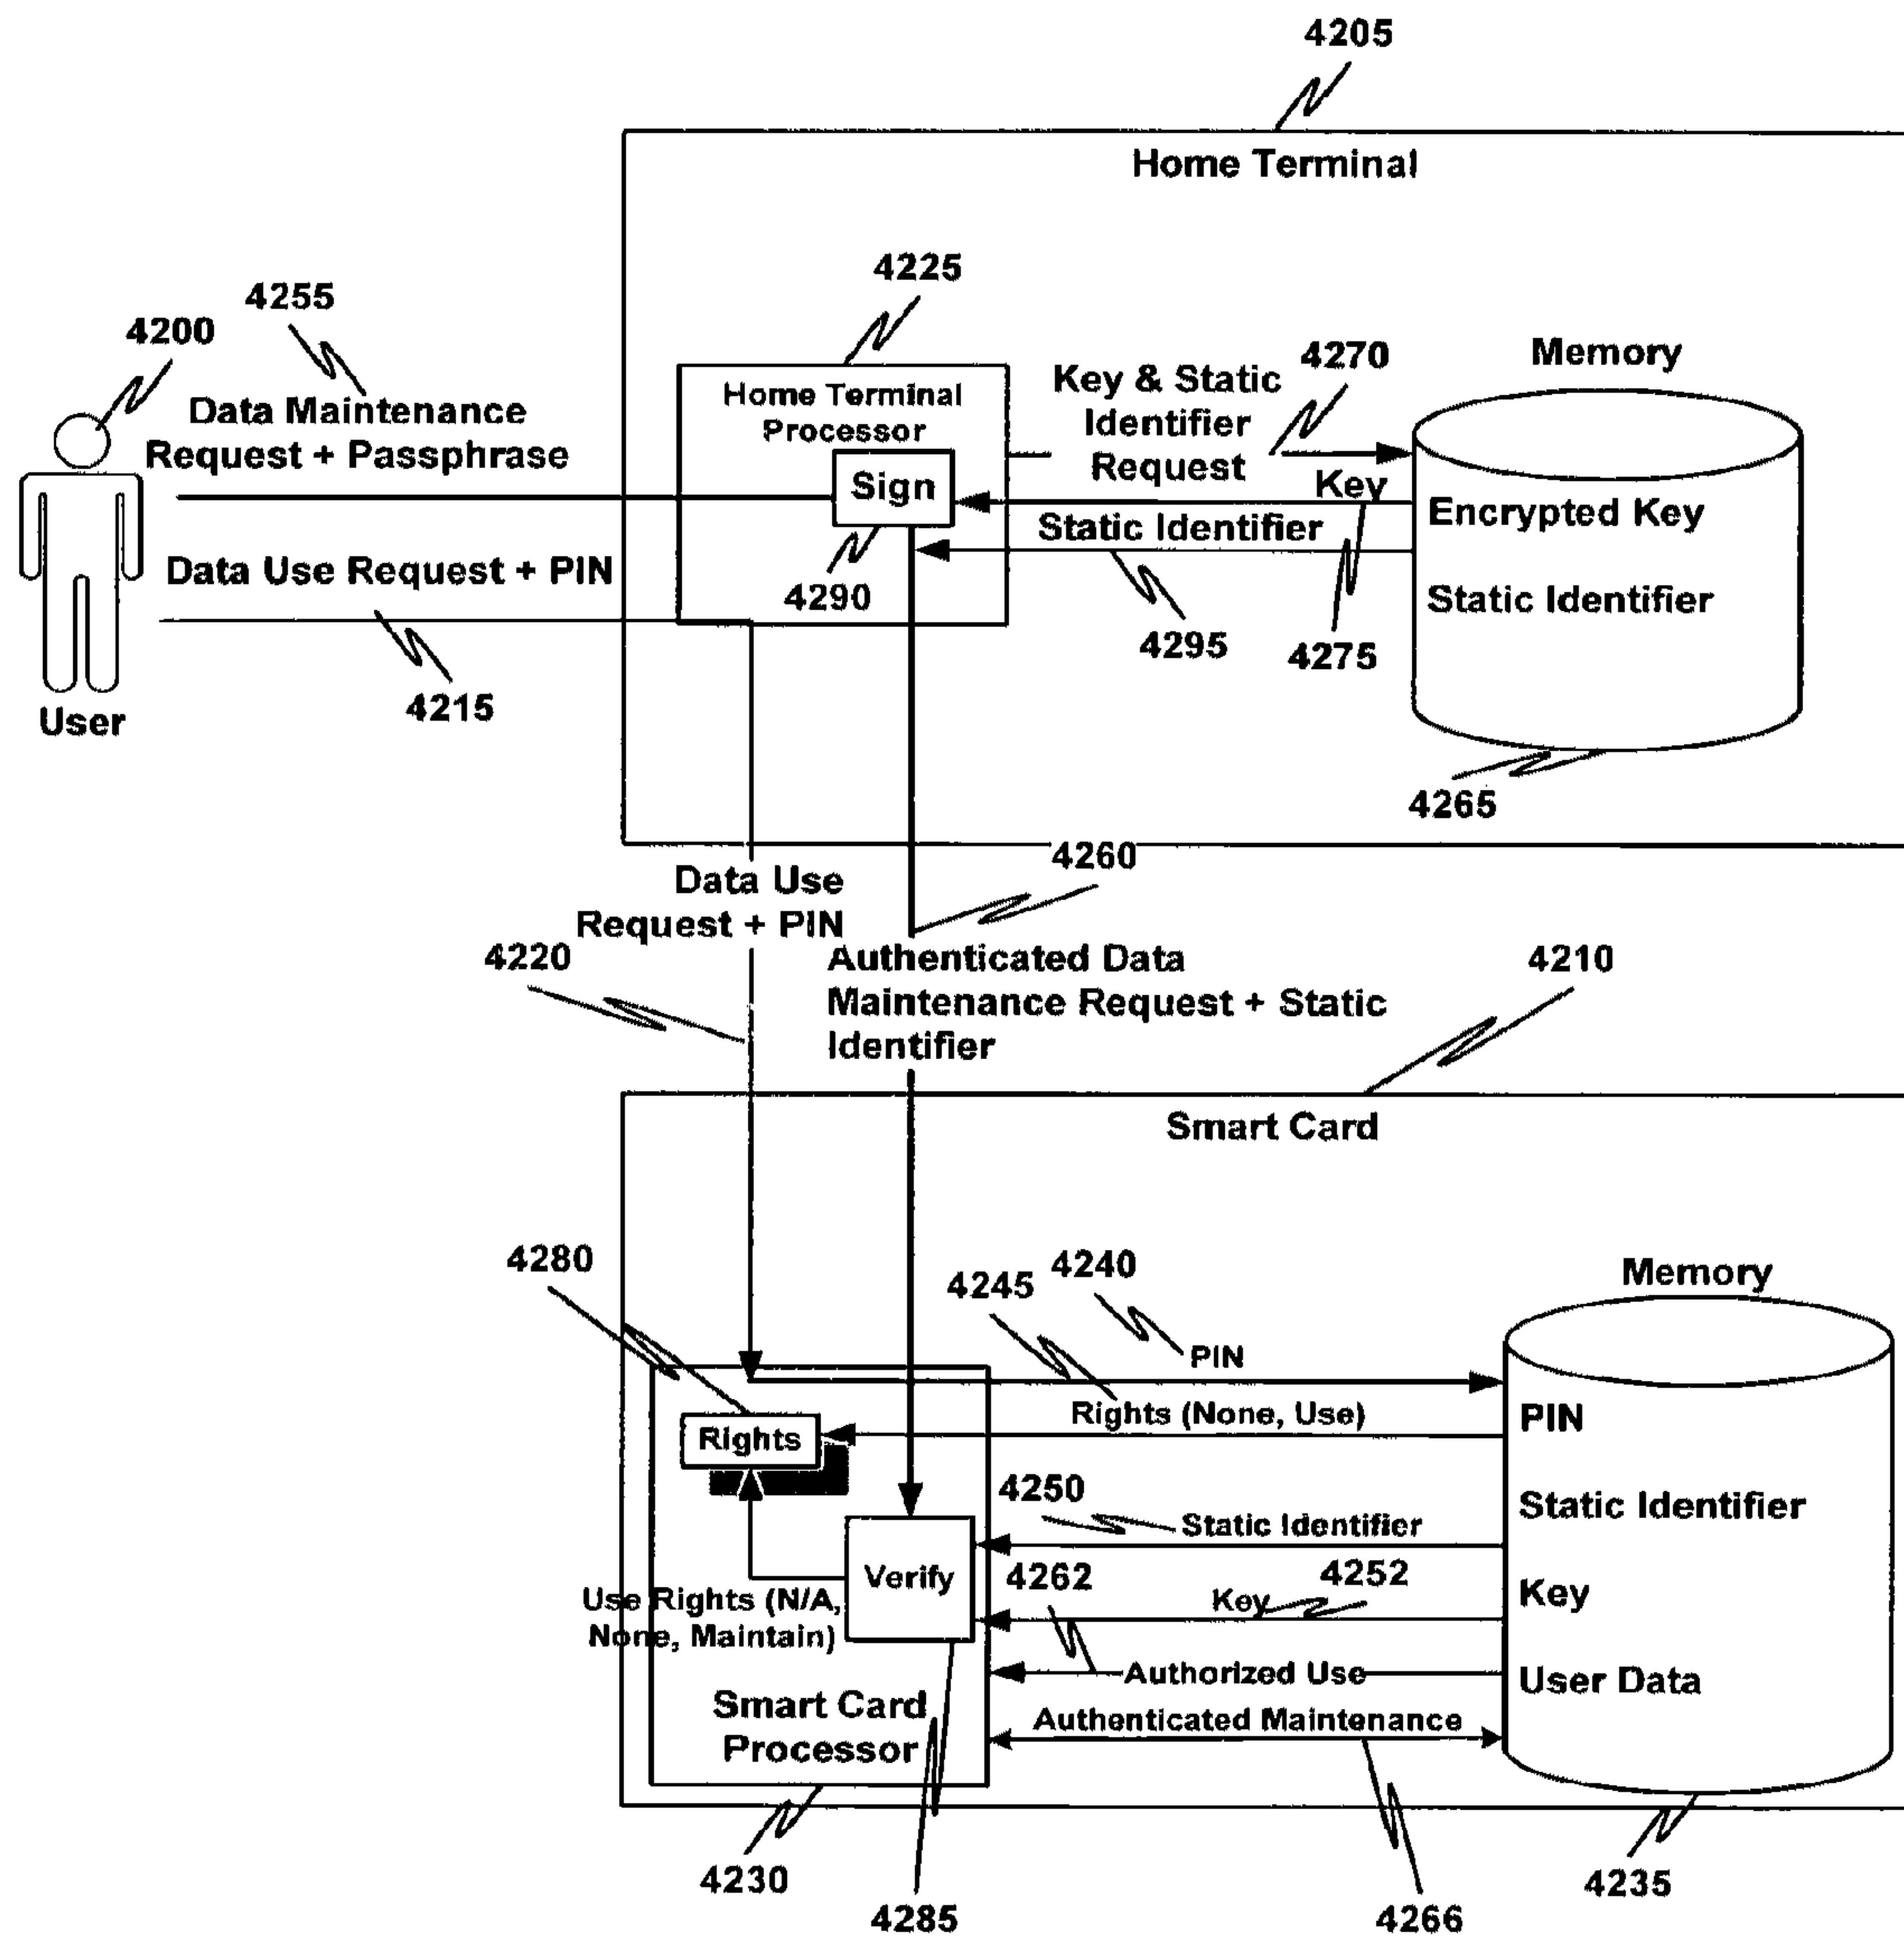 4205
Home Terminal
4225
4255
4200
4270
Memory
Data Maintenance
Request + Passphrase
Home Terminal
Processor
Sign
Key & Static
Identifier
Request
Key
Encrypted Key
Static Identifier
Static Identifier
Data Use Request + PIN
4290
4295
4275
4215
User
4265
4260
Data Use
Request + PIN
4220
Authenticated Data
Maintenance Request + Static
Identifier
4210
Smart Card
4280
4245
4240
Memory
PIN
Rights (None, Use)
PIN
Rights
4250
Static Identifier
Static Identifier
Verify
4262
4252
Key
Key
Use Rights (N/A,
None, Maintain)
Authorized Use
User Data
Smart Card
Processor
Authenticated Maintenance
4230
4285
4266
4235